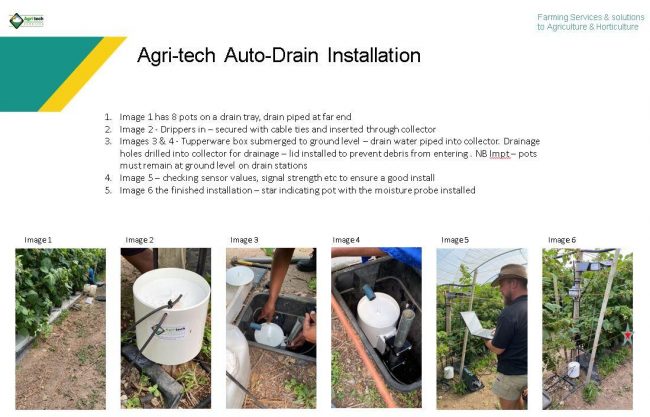 Agri tech
Farming Services & solutions
to Agriculture & Horticulture
Agri-tech Auto-Drain Installation
1. Image 1 has 8 pots on a drain tray, drain piped at far end
2. Image 2 - Drippers in – secured with cable ties and inserted through collector
3. Images 3 & 4 - Tupperware box submerged to ground level – drain water piped into collector. Drainage
holes drilled into collector for drainage – lid installed to prevent debris from entering . NB Impt – pots
must remain at ground level on drain stations
4. Image 5 – checking sensor values, signal strength etc to ensure a good install
5. Image 6 the finished installation – star indicating pot with the moisture probe installed
Image 1
Image 2
Image 3
Image 4
Image 5
Image 6
Agri tech